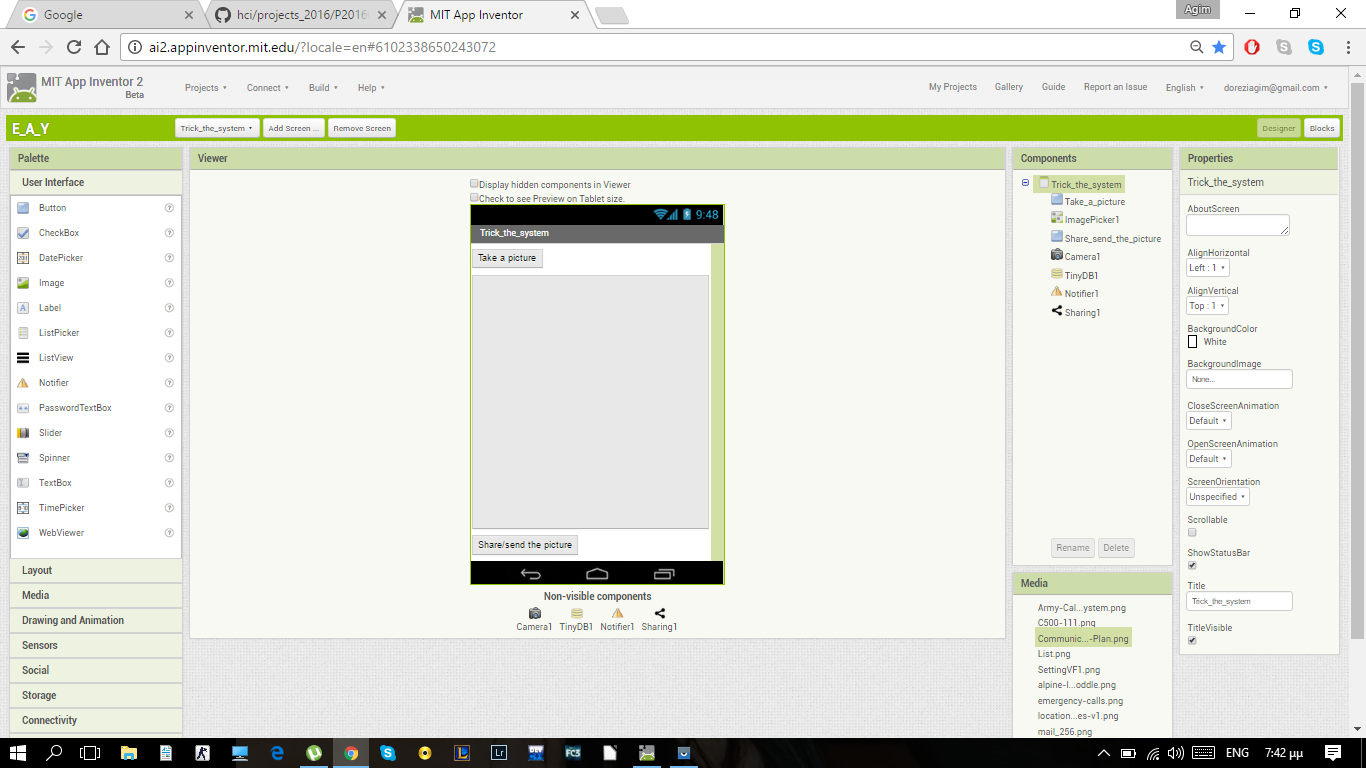 Google
hci/projects_2016/P2016
MIT App Inventor
Agim
ai2.appinventor.mit.edu/?locale=en#6102338650243072
MIT App Inventor 2
Beta
Projects Connect Build Help
My Projects Gallery Guide Report an Issue English doreziagim@gmail.com
E_A_Y
Trick_the_system Add Screen ... Remove Screen
Designer Blocks
Palette
User Interface
Button
CheckBox
DatePicker
Image
Label
ListPicker
ListView
Notifier
PasswordTextBox
Slider
Spinner
TextBox
TimePicker
WebViewer
Layout
Media
Drawing and Animation
Sensors
Social
Storage
Connectivity
Viewer
Display hidden components in Viewer
Check to see Preview on Tablet size.
9:48
Trick_the_system
Take a picture
Share/send the picture
Non-visible components
Camera1 TinyDB1 Notifier1 Sharing1
Components
Trick_the_system
Take_a_picture
ImagePicker1
Share_send_the_picture
Camera1
TinyDB1
Notifier1
Sharing1
Rename Delete
Media
Army-Cal...ystem.png
C500-111.png
Communic...-Plan.png
List.png
SettingVF1.png
alpine-l...oddle.png
emergency-calls.png
location...es-v1.png
mail_256.png
Properties
Trick_the_system
AboutScreen
AlignHorizontal
Left : 1
AlignVertical
Top : 1
BackgroundColor
White
BackgroundImage
None...
CloseScreenAnimation
Default
OpenScreenAnimation
Default
ScreenOrientation
Unspecified
Scrollable
ShowStatusBar
Title
Trick_the_system
TitleVisible
Lr
DEV
FC3
ENG
7:42 μμ